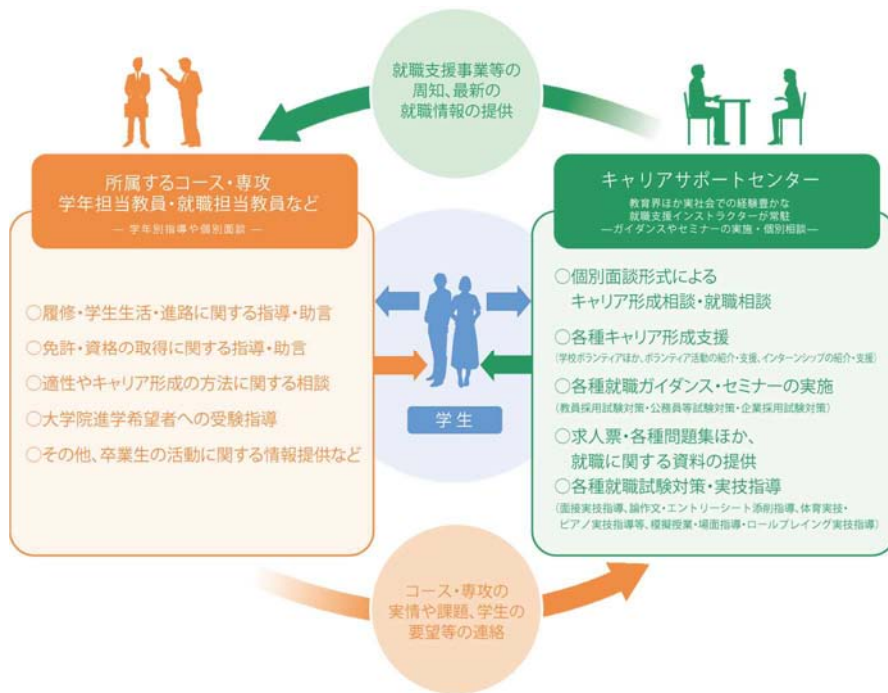 就職支援事業等の
周知、最新の
就職情報の提供
所属するコース・専攻
学年担当教員・就職担当教員など
― 学年別指導や個別面談 ―
○履修・学生生活・進路に関する指導・助言
○免許・資格の取得に関する指導・助言
○適性やキャリア形成の方法に関する相談
○大学院進学希望者への受験指導
○その他、卒業生の活動に関する情報提供など
学生
キャリアサポートセンター
教育界ほか実社会での経験豊かな
就職支援インストラクターが常駐
―ガイダンスやセミナーの実施・個別相談―
○個別面談形式による
キャリア形成相談・就職相談
○各種キャリア形成支援
(学校ボランティアほか、ボランティア活動の紹介・支援、インターンシップの紹介・支援)
○各種就職ガイダンス・セミナーの実施
(教員採用試験対策・公務員等試験対策・企業採用試験対策)
○求人票・各種問題集ほか、
就職に関する資料の提供
○各種就職試験対策・実技指導
(面接実技指導、論作文・エントリーシート添削指導、体育実技・
ピアノ実技指導等、模擬授業・場面指導・ロールプレイング実技指導)
コース・専攻の
実情や課題、学生の
要望等の連絡